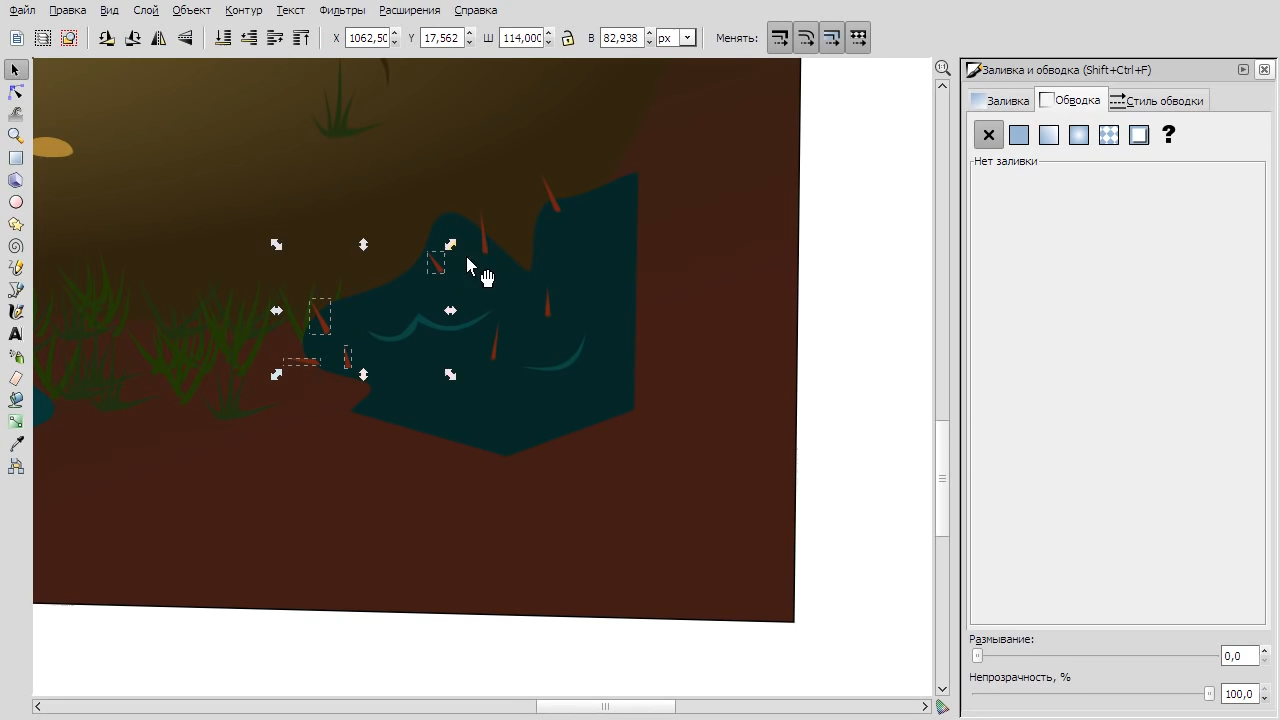 Файл Правка Вид Слой Объект Контур Текст Фильтры Расширения Справка
X 1062,50 Y 17,562 Ш 114,000 В 82,938 px Менять:
Заливка и обводка (Shift+Ctrl+F)
Заливка Обводка Стиль обводки
?
Нет заливки
A
Размывание:
0,0
Непрозрачность, %
100,0